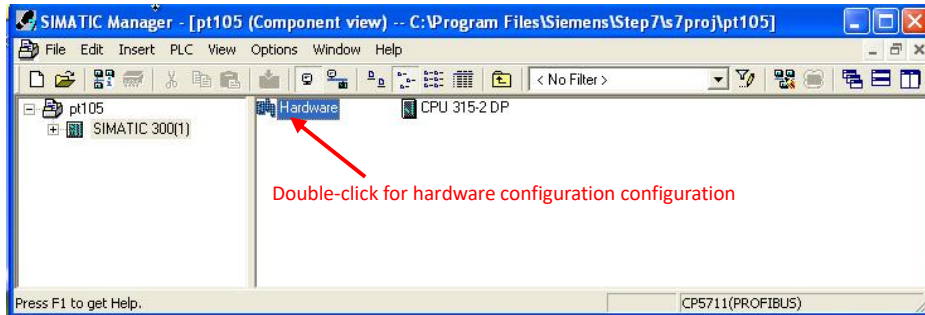 SIMATIC Manager - [pt105 (Component view) -- C:\Program Files\Siemens\Step7\s7proj\pt105]
File Edit Insert PLC View Options Window Help
< No Filter >
pt105
SIMATIC 300(1)
Hardware
CPU 315-2 DP
Double-click for hardware configuration configuration
Press F1 to get Help.
CP5711(PROFIBUS)